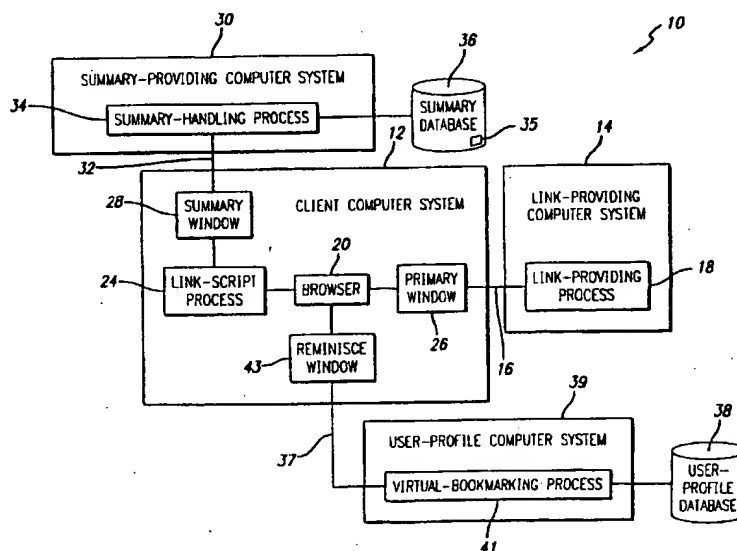 30
10
SUMMARY-PROVIDING COMPUTER SYSTEM
36
34
SUMMARY-HANDLING PROCESS
SUMMARY
DATABASE
35
32
12
14
28
SUMMARY
WINDOW
CLIENT COMPUTER SYSTEM
LINK-PROVIDING
COMPUTER SYSTEM
20
24
LINK-SCRIPT
PROCESS
BROWSER
PRIMARY
WINDOW
LINK-PROVIDING
PROCESS
18
26
16
43
REMINISCE
WINDOW
39
38
37
USER-PROFILE COMPUTER SYSTEM
VIRTUAL-BOOKMARKING PROCESS
USER-
PROFILE
DATABASE
41